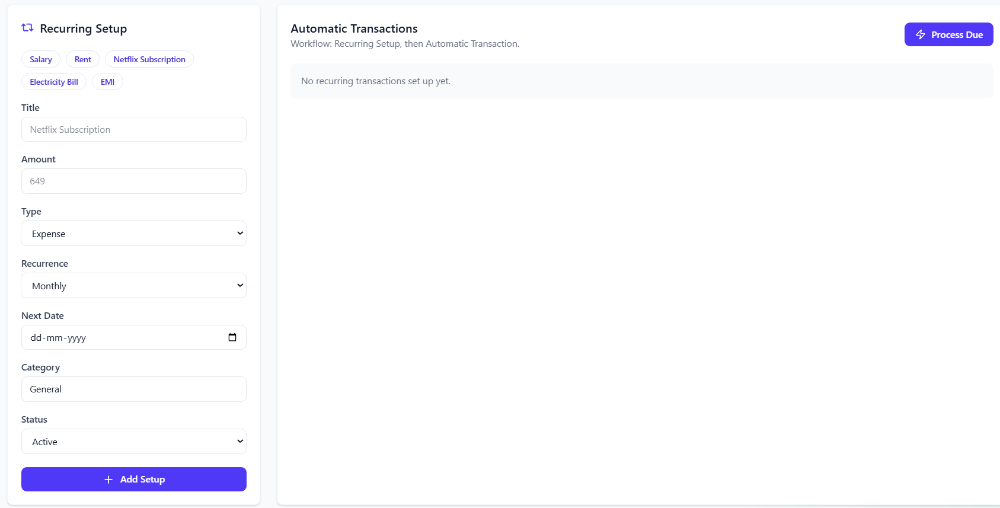 Recurring Setup
Salary
Rent
Netflix Subscription
Electricity Bill
EMI
Title
Netflix Subscription
Amount
649
Type
Expense
Recurrence
Monthly
Next Date
dd-mm-yyyy
Category
General
Status
Active
Add Setup
Automatic Transactions
Workflow: Recurring Setup, then Automatic Transaction.
Process Due
No recurring transactions set up yet.